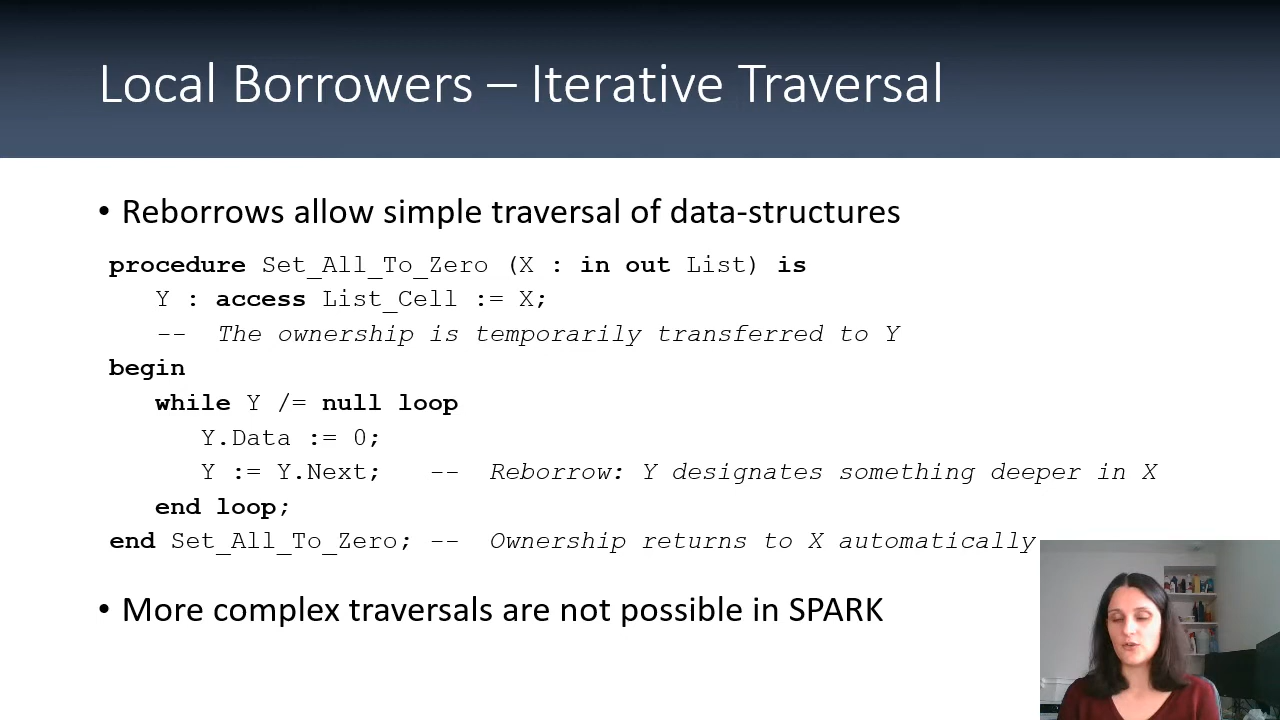 Local Borrowers – Iterative Traversal
• Reborrows allow simple traversal of data-structures
procedure Set_All_To_Zero (X : in out List) is
Y : access List_Cell := X;
-- The ownership is temporarily transferred to Y
begin
while Y /= null loop
Y.Data := 0;
Y := Y.Next; -- Reborrow: Y designates something deeper in X
end loop;
end Set_All_To_Zero; -- Ownership returns to X automatically
• More complex traversals are not possible in SPARK